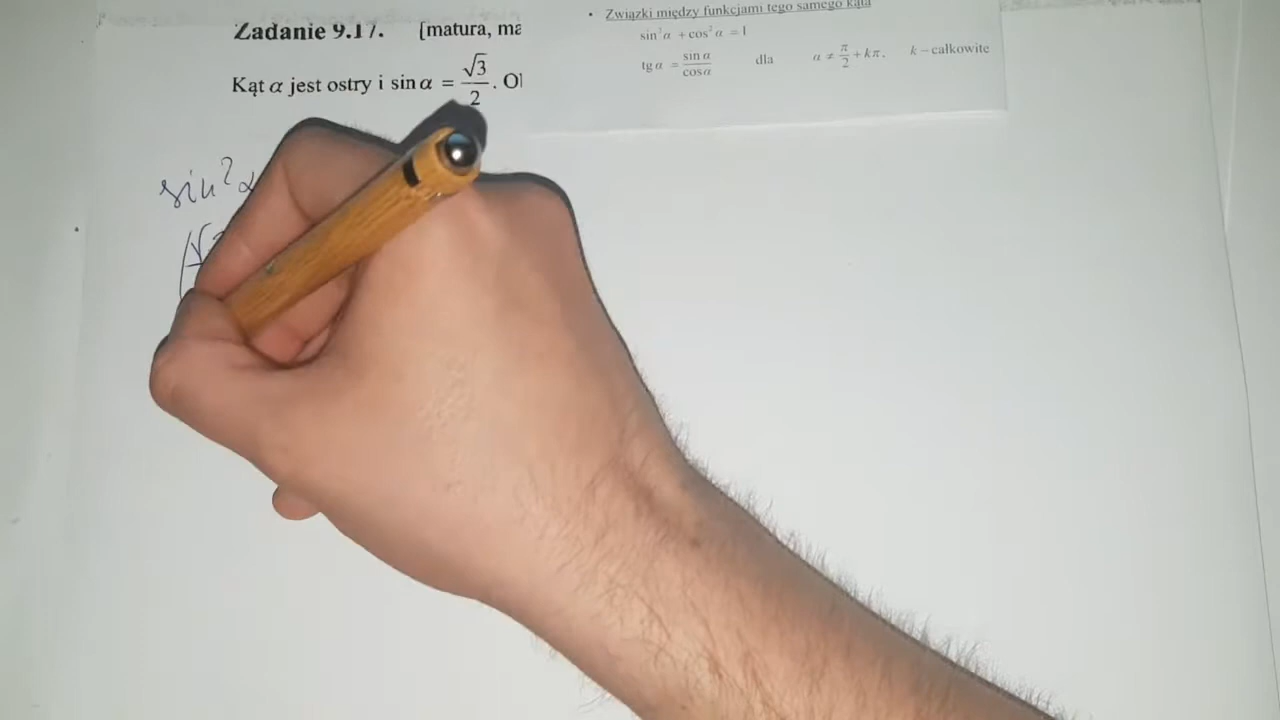 Zadanie 9.17. [matura, ma
Kąt α jest ostry i sin α = √3/2. Ob
• Związki między funkcjami tego samego kąta
sin²α + cos²α = 1
tg α = sin α/cos α dla α ≠ π/2 + kπ, k – całkowite
sin²α